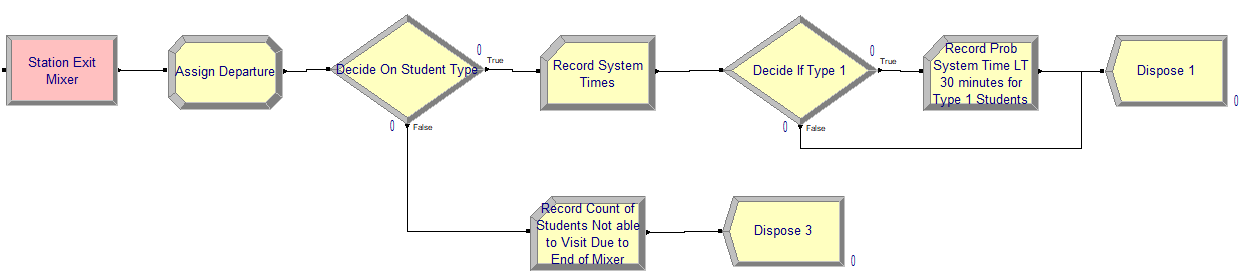 Station Exit
Mixer
Assign Departure
Decide On Student Type
0
True
0
False
Record System
Times
Decide If Type 1
0
True
0
False
Record Prob
System Time LT
30 minutes for
Type 1 Students
Dispose 1
0
Record Count of
Students Not able
to Visit Due to
End of Mixer
Dispose 3
0